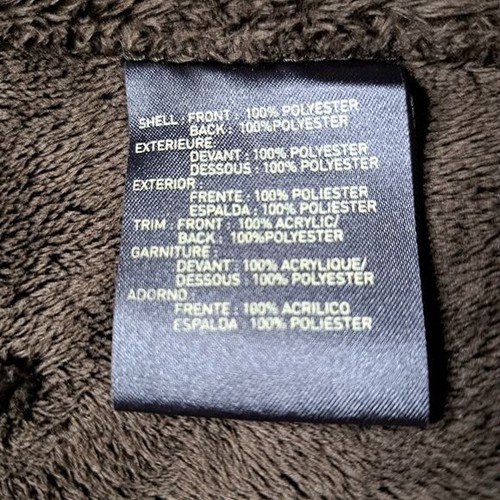 SHELL : FRONT : 100% POLYESTER
BACK : 100%POLYESTER
EXTERIEURE :
DEVANT : 100% POLYESTER
DESSOUS : 100% POLYESTER
EXTERIOR :
FRENTE : 100% POLIESTER
ESPALDA : 100% POLIESTER
TRIM : FRONT : 100% ACRYLIC/
BACK : 100%POLYESTER
GARNITURE :
DEVANT : 100% ACRYLIQUE/
DESSOUS : 100% POLYESTER
ADORNO :
FRENTE : 100% ACRILICO
ESPALDA : 100% POLIESTER